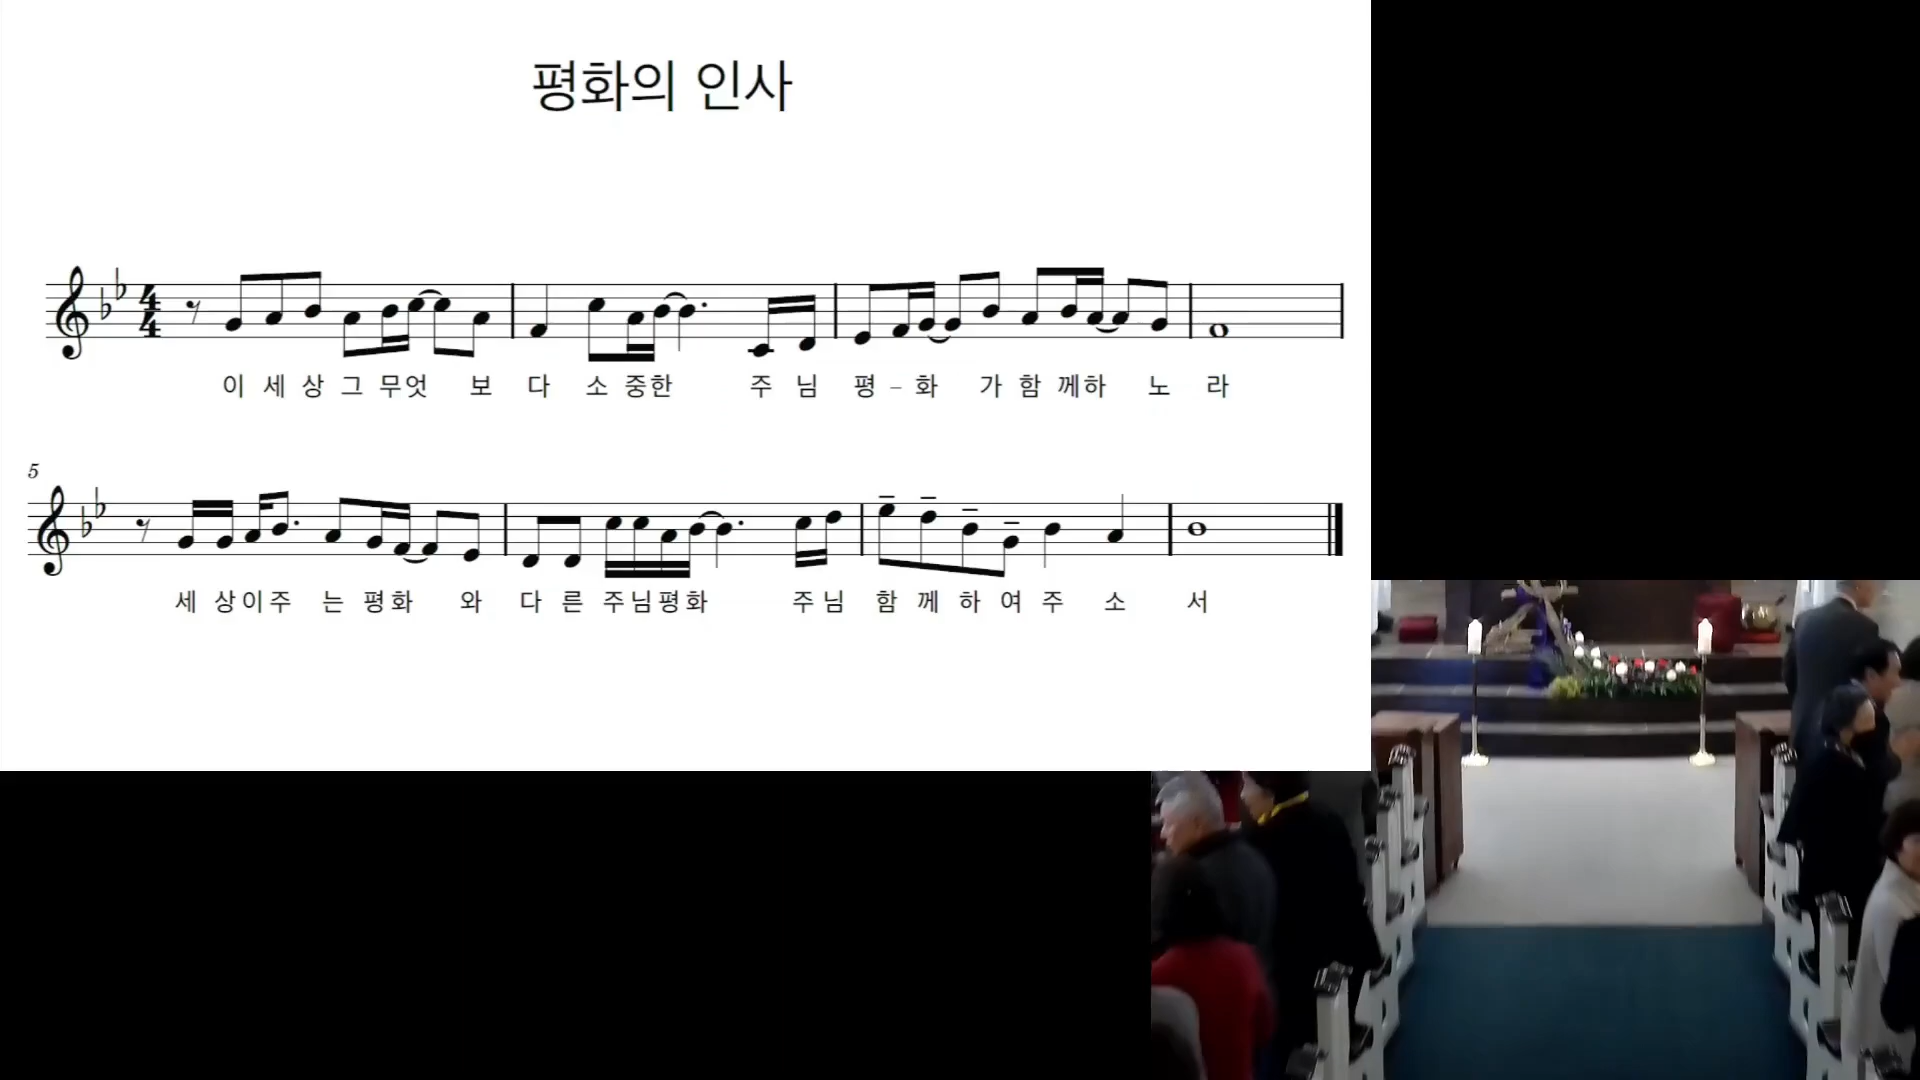 평화의 인사
이 세 상 그 무엇 보 다 소 중한 주 님 평 - 화 가 함 께하 노 라
5
세 상이주 는 평화 와 다 른 주님평화 주님 함 께 하 여 주 소 서